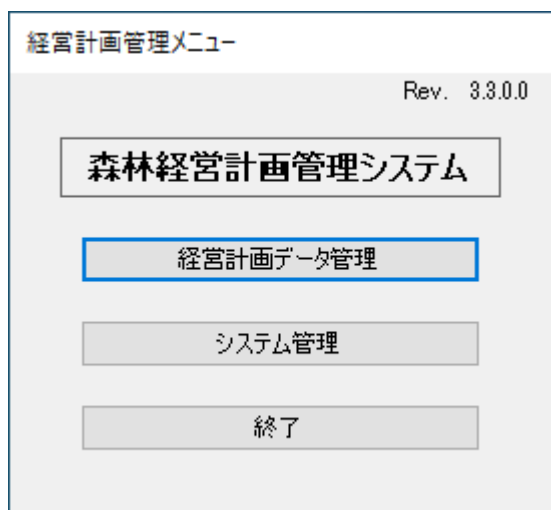 経営計画管理メニュー
Rev. 3.3.0.0
森林経営計画管理システム
経営計画データ管理
システム管理
終了